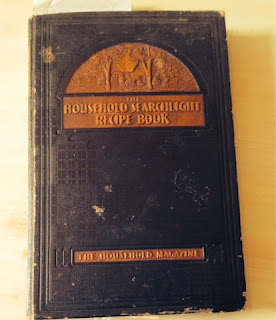 THE
HOUSEHOLD SEARCHLIGHT
RECIPE BOOK
THE HOUSEHOLD MAGAZINE